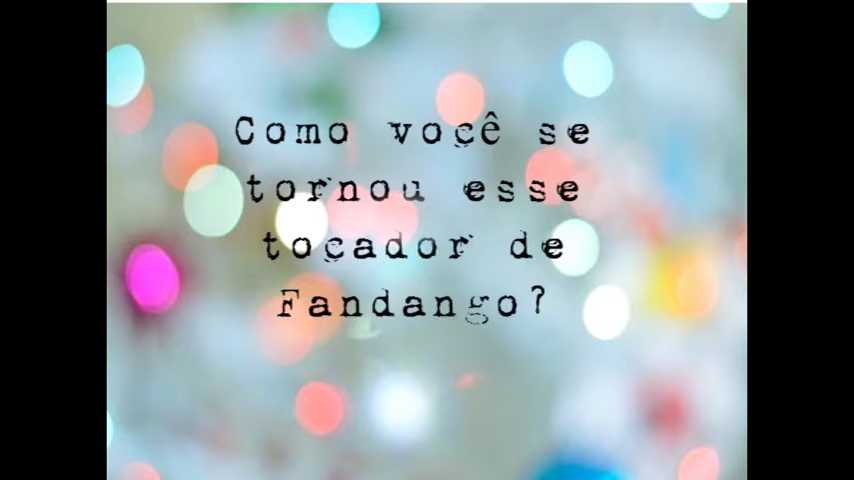 Como você se
tornou esse
tocador de
Fandango?